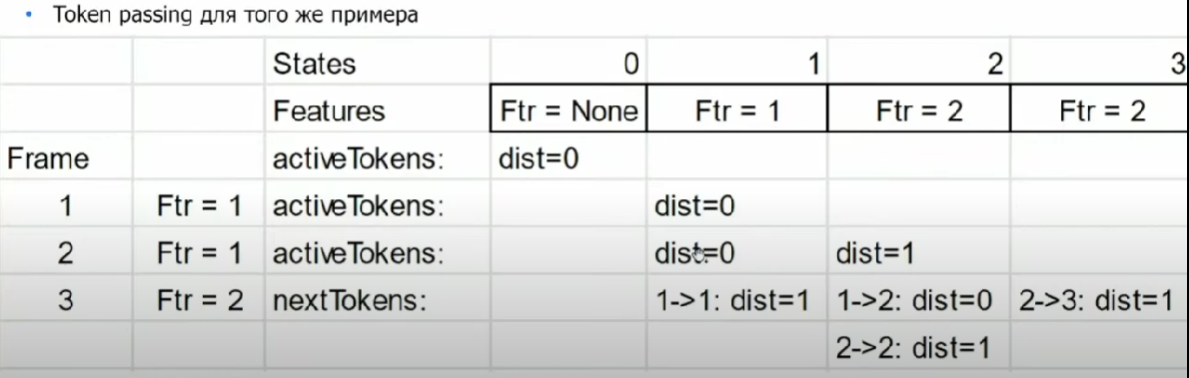 • Token passing для того же примера
States 0 1 2 3
Features Ftr = None Ftr = 1 Ftr = 2 Ftr = 2
Frame activeTokens: dist=0
1 Ftr = 1 activeTokens: dist=0
2 Ftr = 1 activeTokens: dist=0 dist=1
3 Ftr = 2 nextTokens: 1->1: dist=1 1->2: dist=0 2->3: dist=1
2->2: dist=1